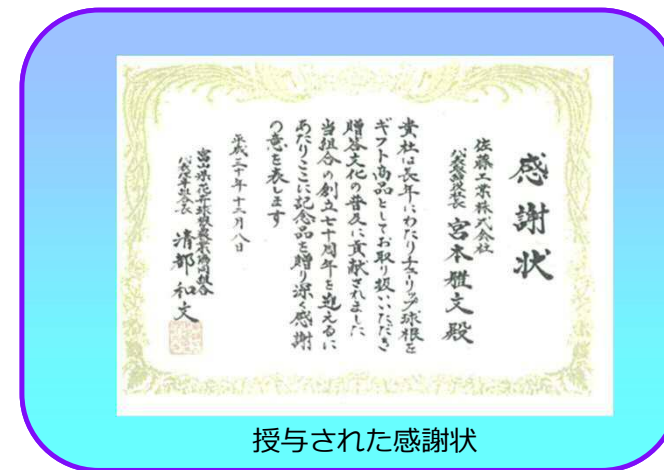 感謝状
佐藤工業株式会社
代表取締役社長 宮本雅文殿
貴社は長年にわたりチューリップ球根を
ギフト商品としてお取り扱いいただき
贈答文化の普及に貢献されました
当組合の創立七十周年を迎えるに
あたりここに記念品を贈り深く感謝
の意を表します
平成三十年十二月八日
富山県花卉球根農業協同組合
代表理事組合長 清都和文
授与された感謝状